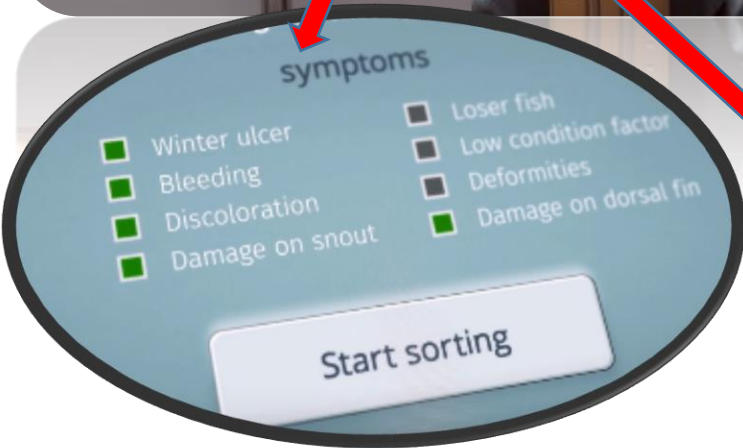 symptoms
Winter ulcer
Bleeding
Discoloration
Damage on snout
Loser fish
Low condition factor
Deformities
Damage on dorsal fin
Start sorting